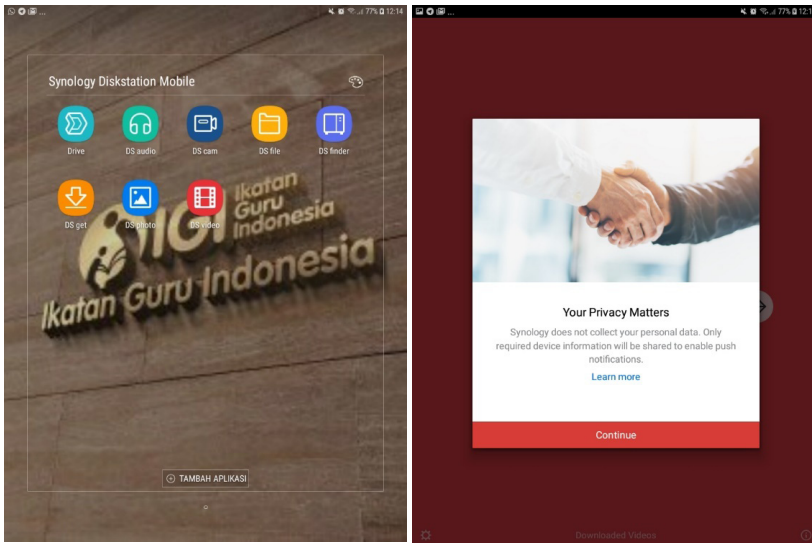 ... 77% 12:14
Synology Diskstation Mobile
Drive DS audio DS cam DS file DS finder
DS get DS photo DS video
IGI Ikatan
Guru
Indonesia
Ikatan Guru Indonesia
TAMBAH APLIKASI
... 77% 12:1
Your Privacy Matters
Synology does not collect your personal data. Only
required device information will be shared to enable push
notifications.
Learn more
Continue
Downloaded Videos